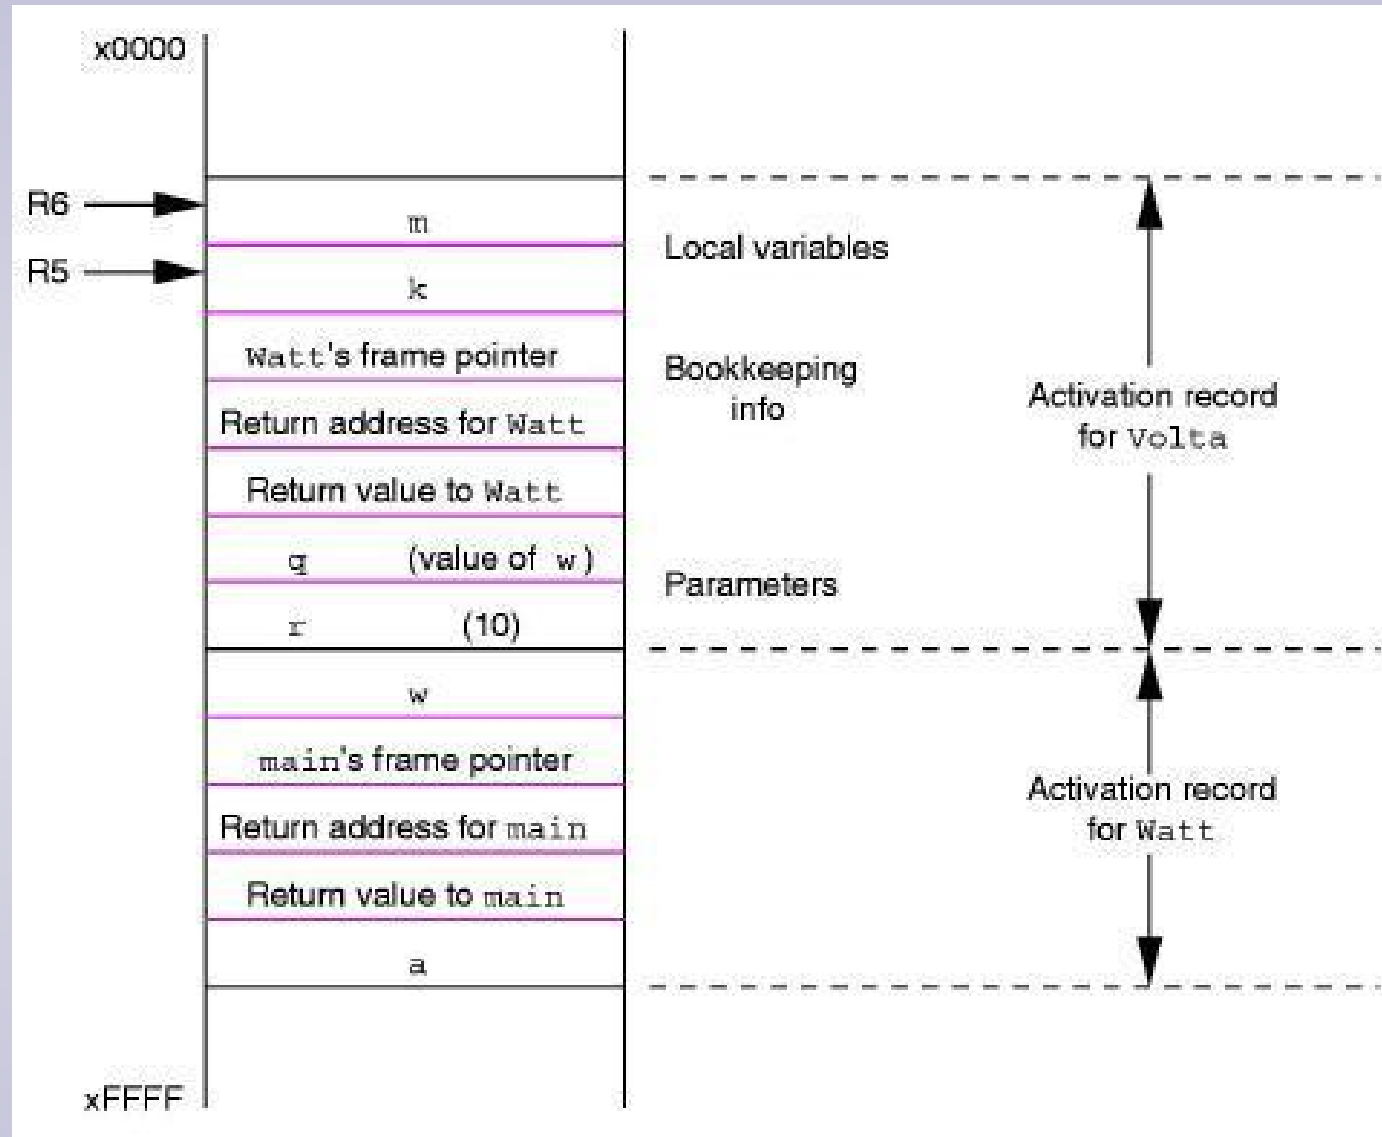 x0000
R6
m
Local variables
R5
k
Watt's frame pointer
Bookkeeping
info
Return address for Watt
Activation record
for Volta
Return value to Watt
q (value of w)
Parameters
r (10)
w
main's frame pointer
Activation record
for Watt
Return address for main
Return value to main
a
xFFFF